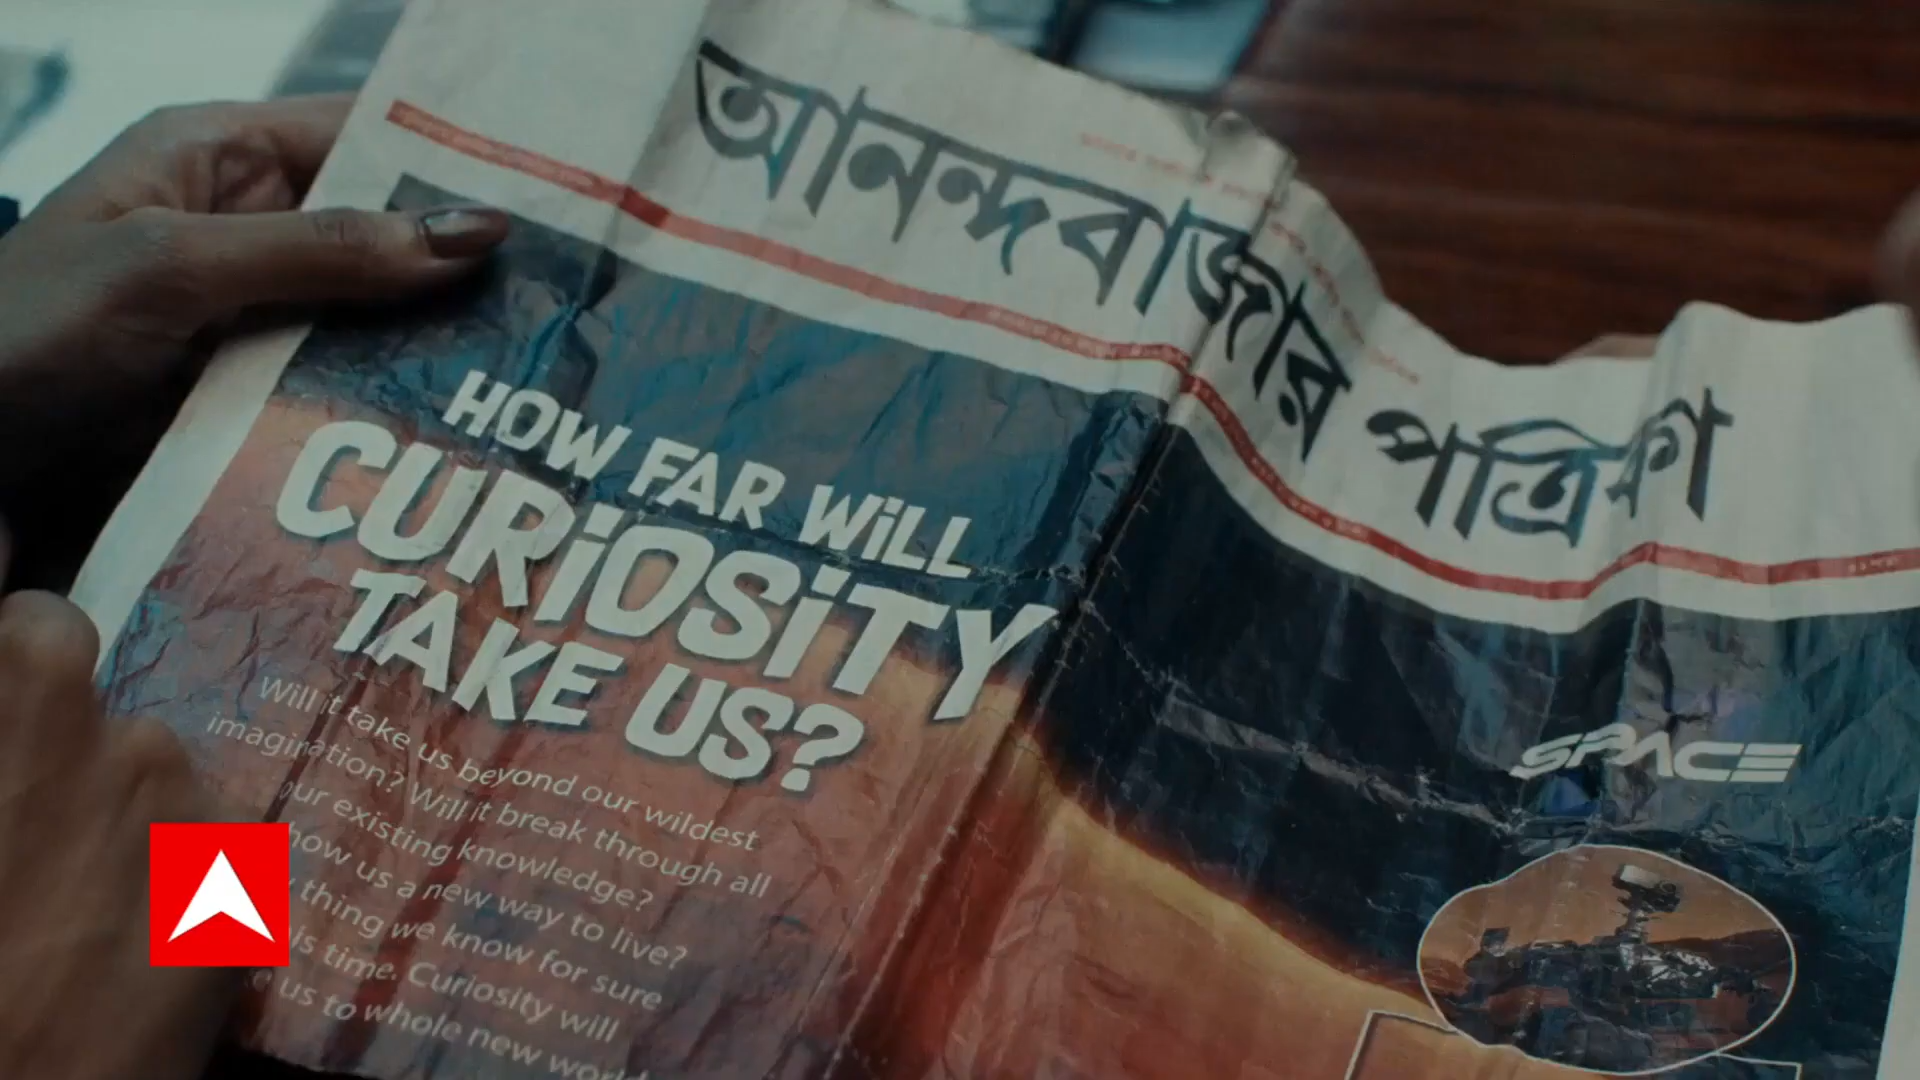 আনন্দবাজার পত্রিকা
HOW FAR WiLL
CURiOSiTY
TAKE US?
Will it take us beyond our wildest
imagination? Will it break through all
our existing knowledge?
how us a new way to live?
thing we know for sure
is time. Curiosity will
us to whole new
SPACE